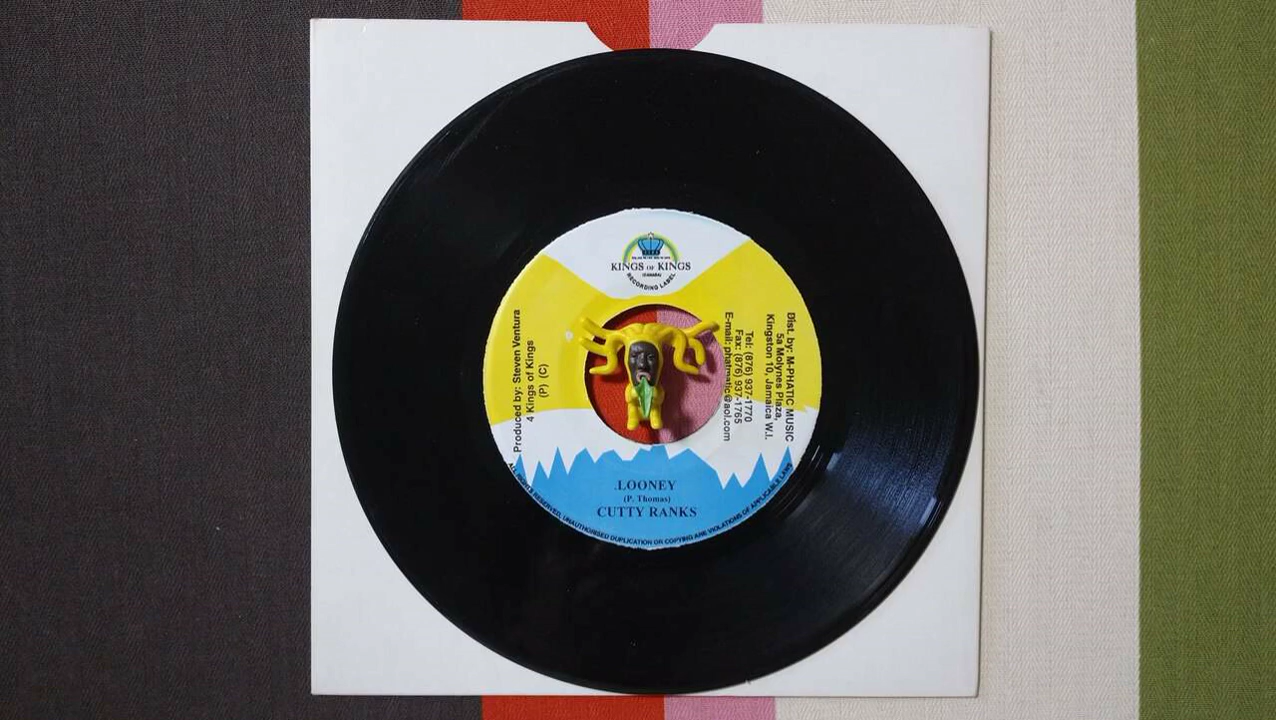 KINGS OF KINGS
(CANADA)
RECORDING LABEL
Produced by: Steven Ventura
4 Kings of Kings
(P) (C)
Dist. by: M-PHATIC MUSIC
5a Molynes Plaza,
Kingston 10, Jamaica W.I.
Tel: (876) 937-1770
Fax: (876) 937-1765
E-mail: phatmatic@aol.com
.LOONEY
(P. Thomas)
CUTTY RANKS
ALL RIGHTS RESERVED, UNAUTHORISED DUPLICATION OR COPYING ARE VIOLATIONS OF APPLICABLE LAWS